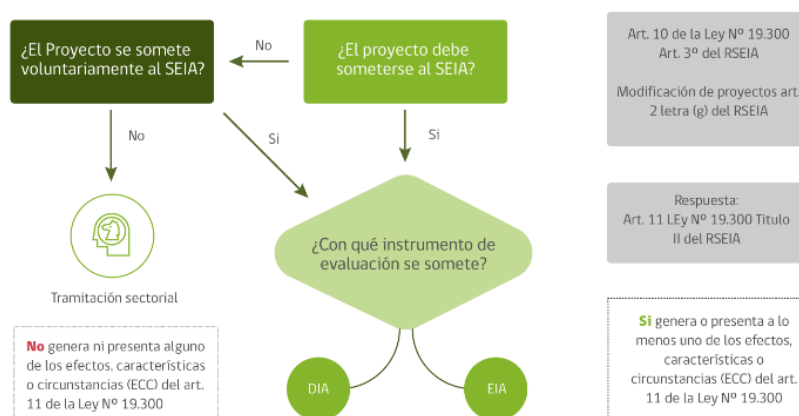 ¿El Proyecto se somete
voluntariamente al SEIA?
No
¿El proyecto debe
someterse al SEIA?
Art. 10 de la Ley Nº 19.300
Art. 3º del RSEIA
Modificación de proyectos art.
2 letra (g) del RSEIA
No
Si
Si
¿Con qué instrumento de
evaluación se somete?
Respuesta:
Art. 11 LEy Nº 19.300 Titulo
II del RSEIA
Tramitación sectorial
No genera ni presenta alguno
de los efectos, características
o circunstancias (ECC) del art.
11 de la Ley Nº 19.300
DIA
EIA
Si genera o presenta a lo
menos uno de los efectos,
características o
circunstancias (ECC) del art.
11 de la Ley Nº 19.300